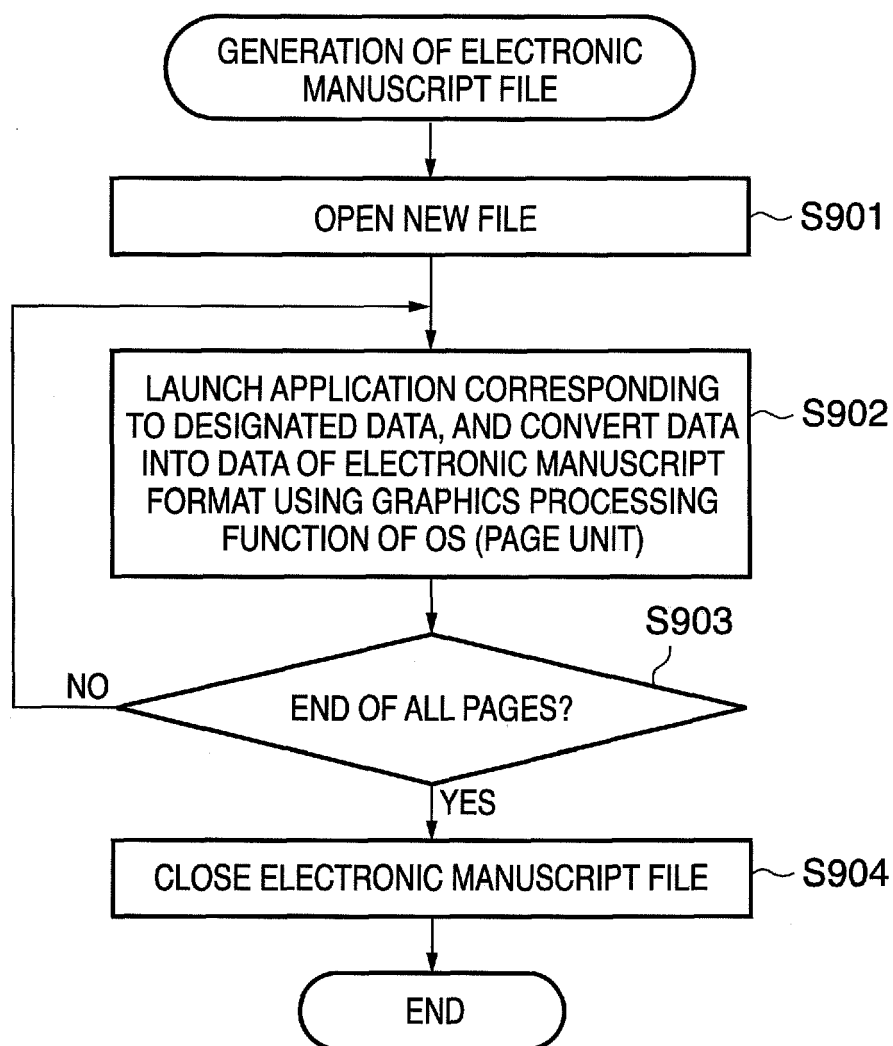 GENERATION OF ELECTRONIC
MANUSCRIPT FILE
OPEN NEW FILE
S901
LAUNCH APPLICATION CORRESPONDING
TO DESIGNATED DATA, AND CONVERT DATA
INTO DATA OF ELECTRONIC MANUSCRIPT
FORMAT USING GRAPHICS PROCESSING
FUNCTION OF OS (PAGE UNIT)
S902
S903
NO
END OF ALL PAGES?
YES
CLOSE ELECTRONIC MANUSCRIPT FILE
S904
END